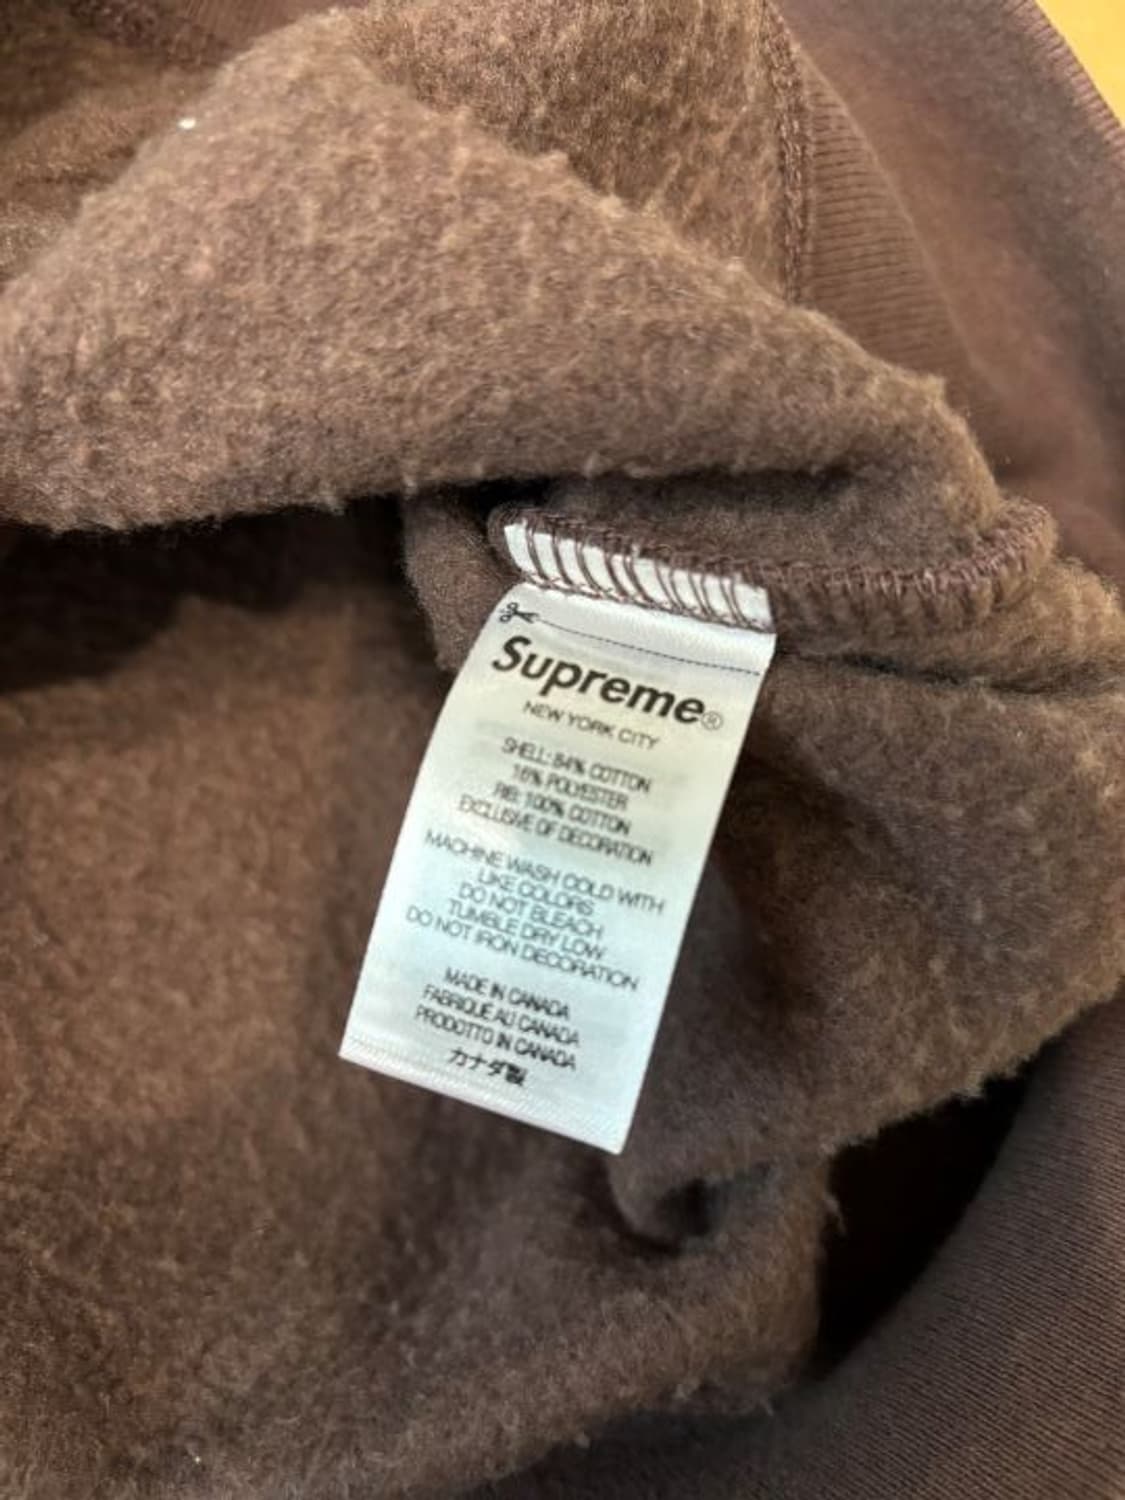 Supreme®
NEW YORK CITY
SHELL: 84% COTTON
16% POLYESTER
RIB: 100% COTTON
EXCLUSIVE OF DECORATION
MACHINE WASH COLD WITH
LIKE COLORS
DO NOT BLEACH
TUMBLE DRY LOW
DO NOT IRON DECORATION
MADE IN CANADA
FABRIQUE AU CANADA
PRODOTTO IN CANADA
カナダ製